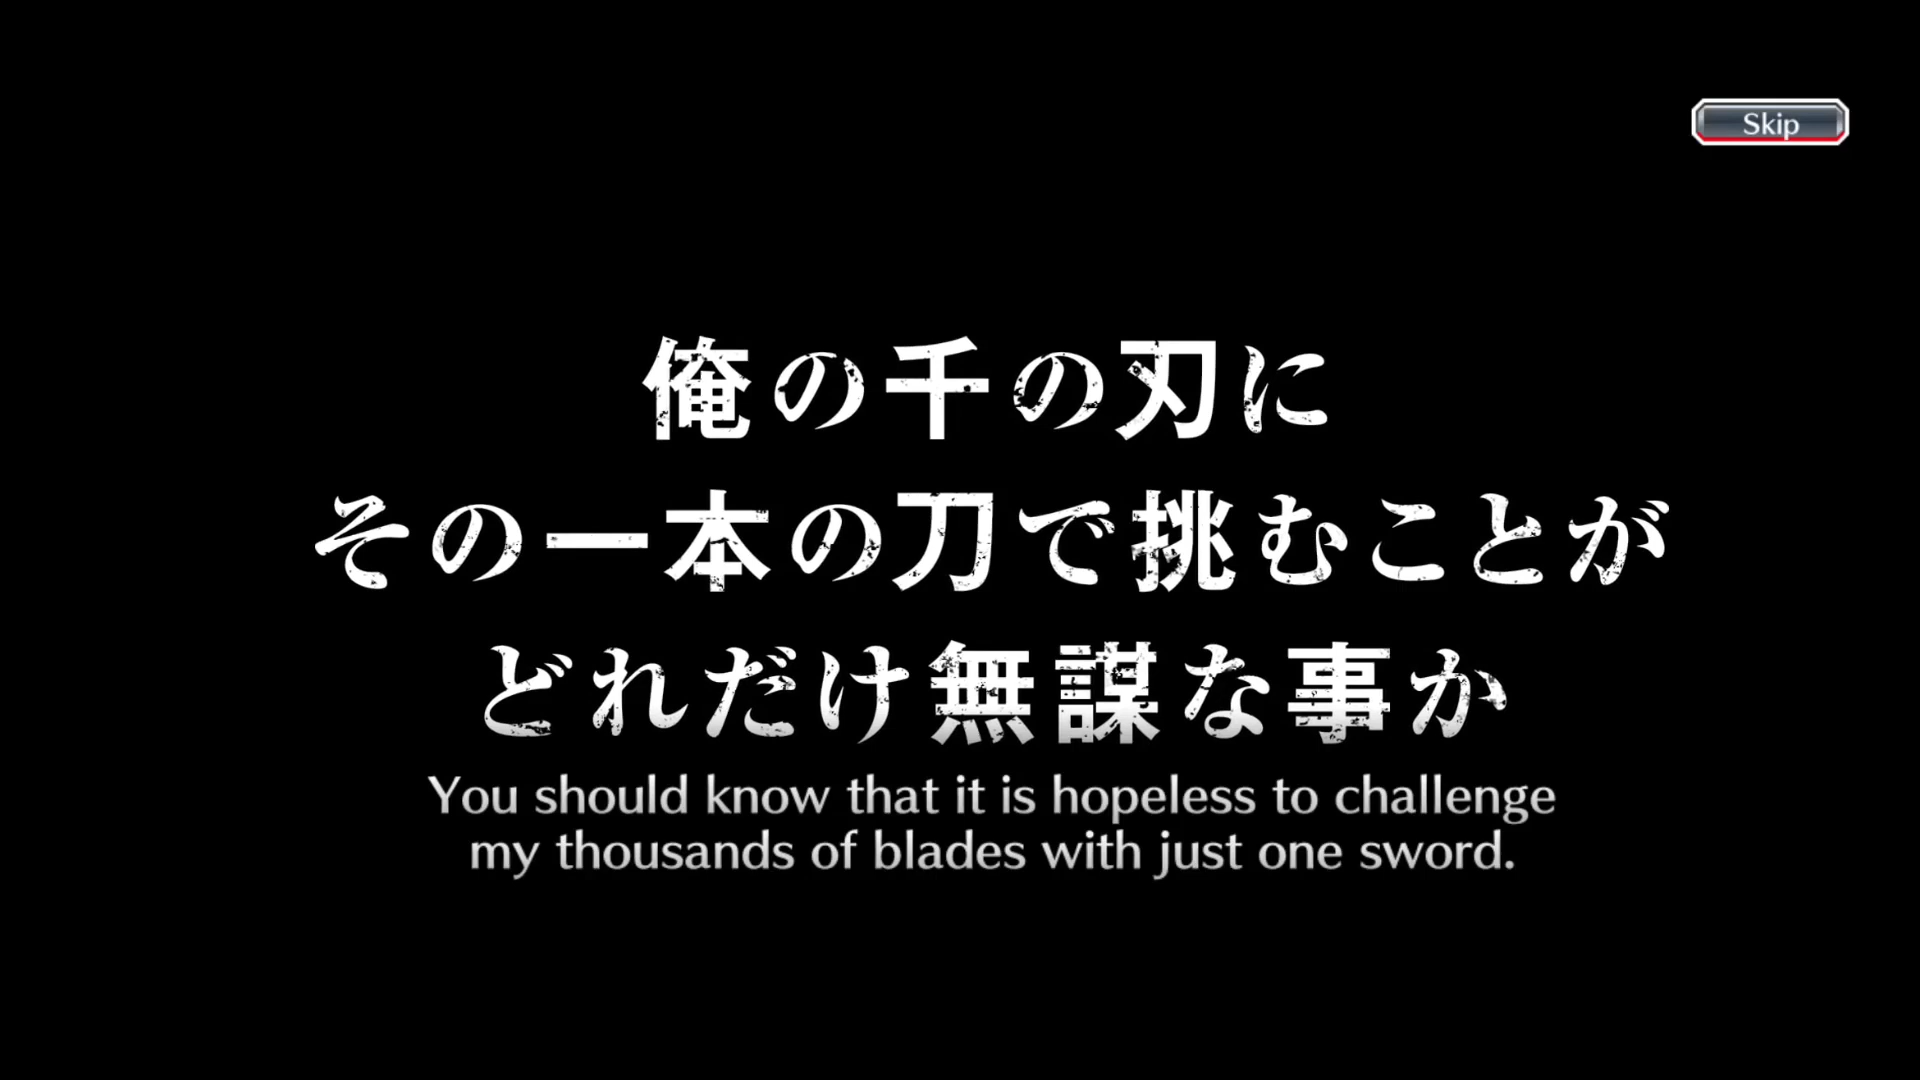 Skip
俺の千の刃に
その一本の刀で挑むことが
どれだけ無謀な事か
You should know that it is hopeless to challenge
my thousands of blades with just one sword.